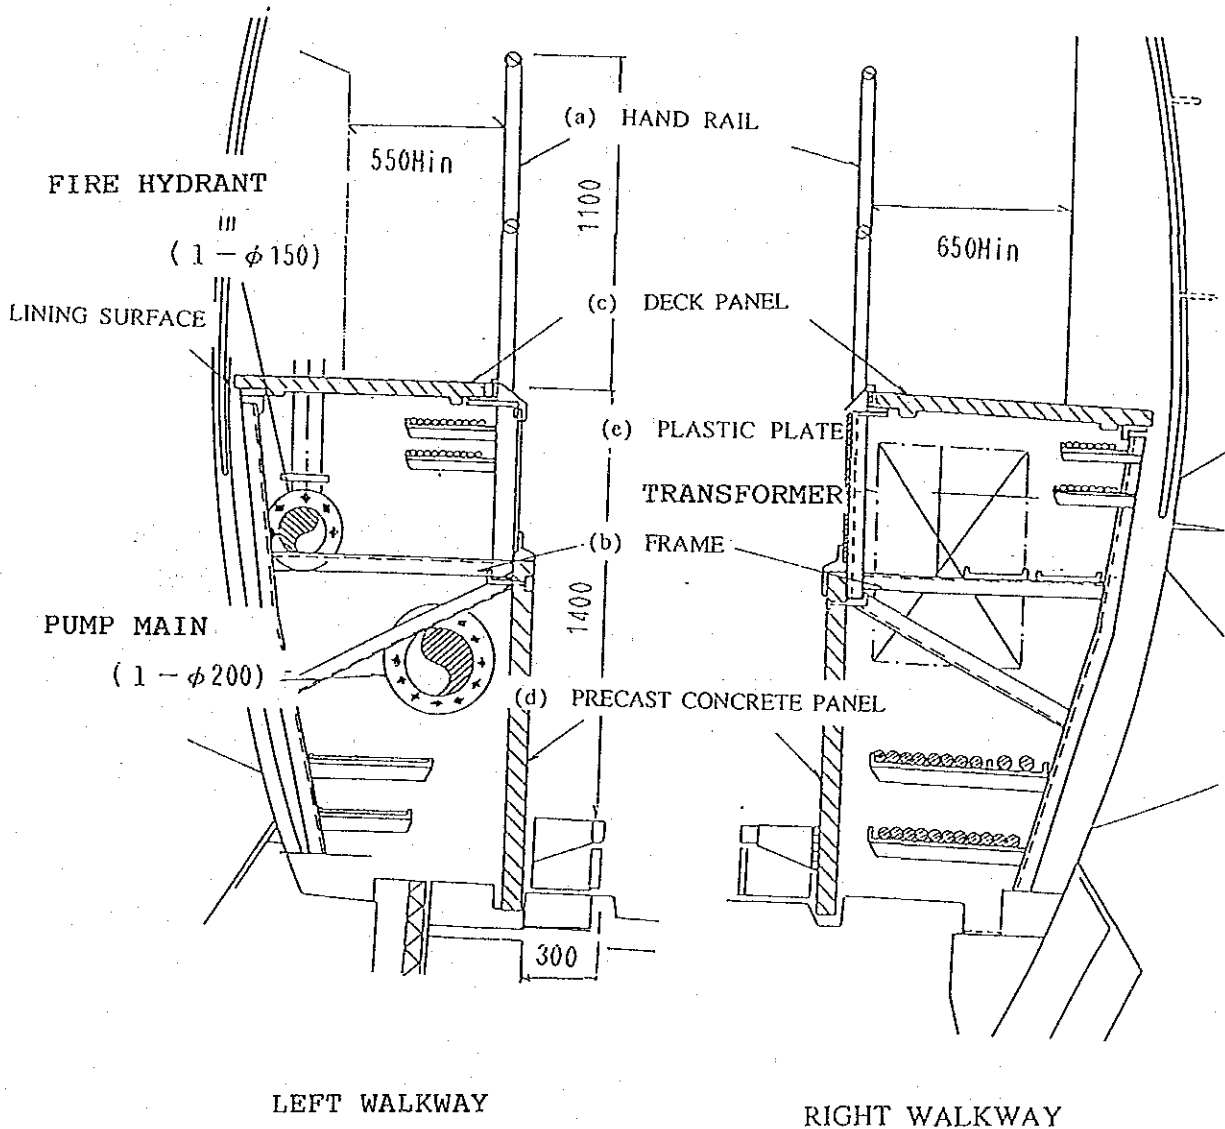 (a) HAND RAIL
550Min
FIRE HYDRANT
1100
(1-φ150)
650Min
(c) DECK PANEL
LINING SURFACE
(e) PLASTIC PLATE
TRANSFORMER
(b) FRAME
1400
PUMP MAIN
(1-φ200)
(d) PRECAST CONCRETE PANEL
300
LEFT WALKWAY
RIGHT WALKWAY